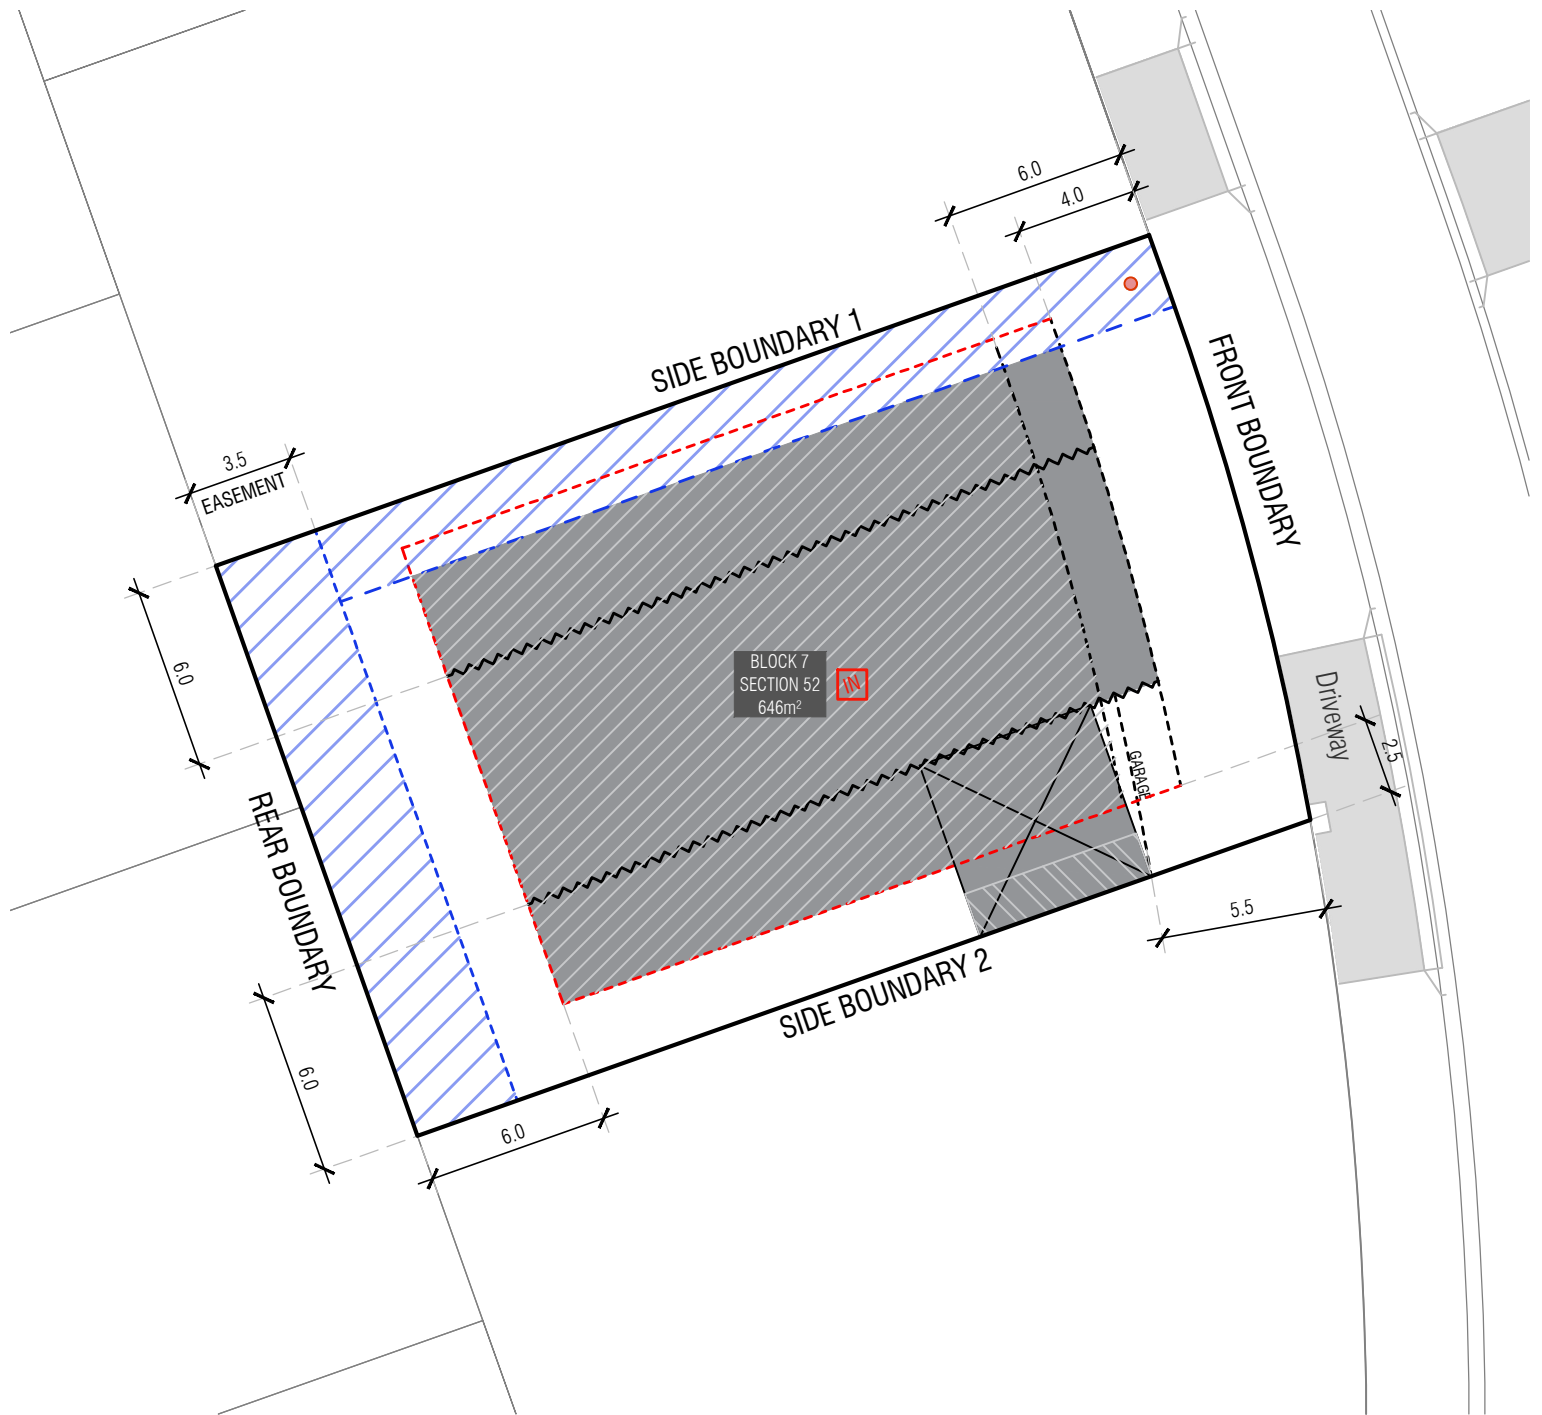 6.0
4.0
SIDE BOUNDARY 1
FRONT BOUNDARY
3.5
EASEMENT
6.0
BLOCK 7
SECTION 52
646m²
IN
Driveway
2.5
GARAGE
REAR BOUNDARY
5.5
SIDE BOUNDARY 2
6.0
6.0